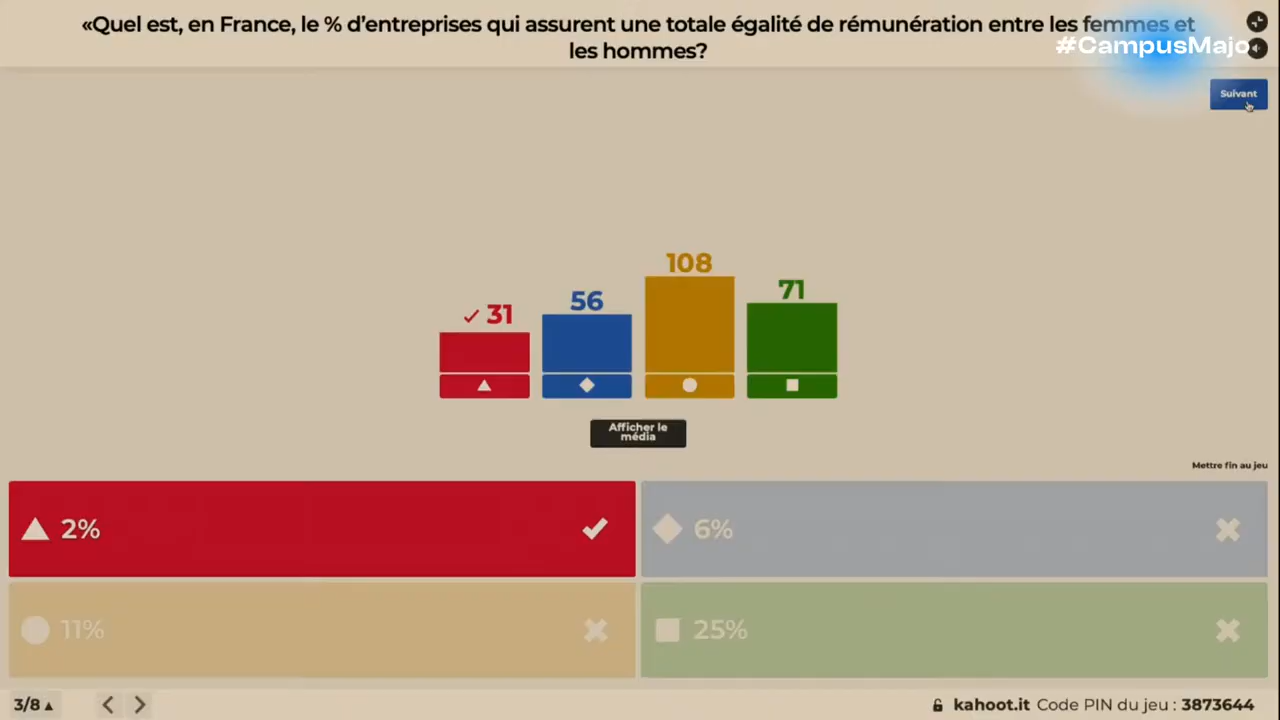 «Quel est, en France, le % d’entreprises qui assurent une totale égalité de rémunération entre les femmes et
les hommes?
#CampusMajo
Suivant
31
56
108
71
Afficher le
média
Mettre fin au jeu
2%
6%
11%
25%
3/8
kahoot.it Code PIN du jeu : 3873644